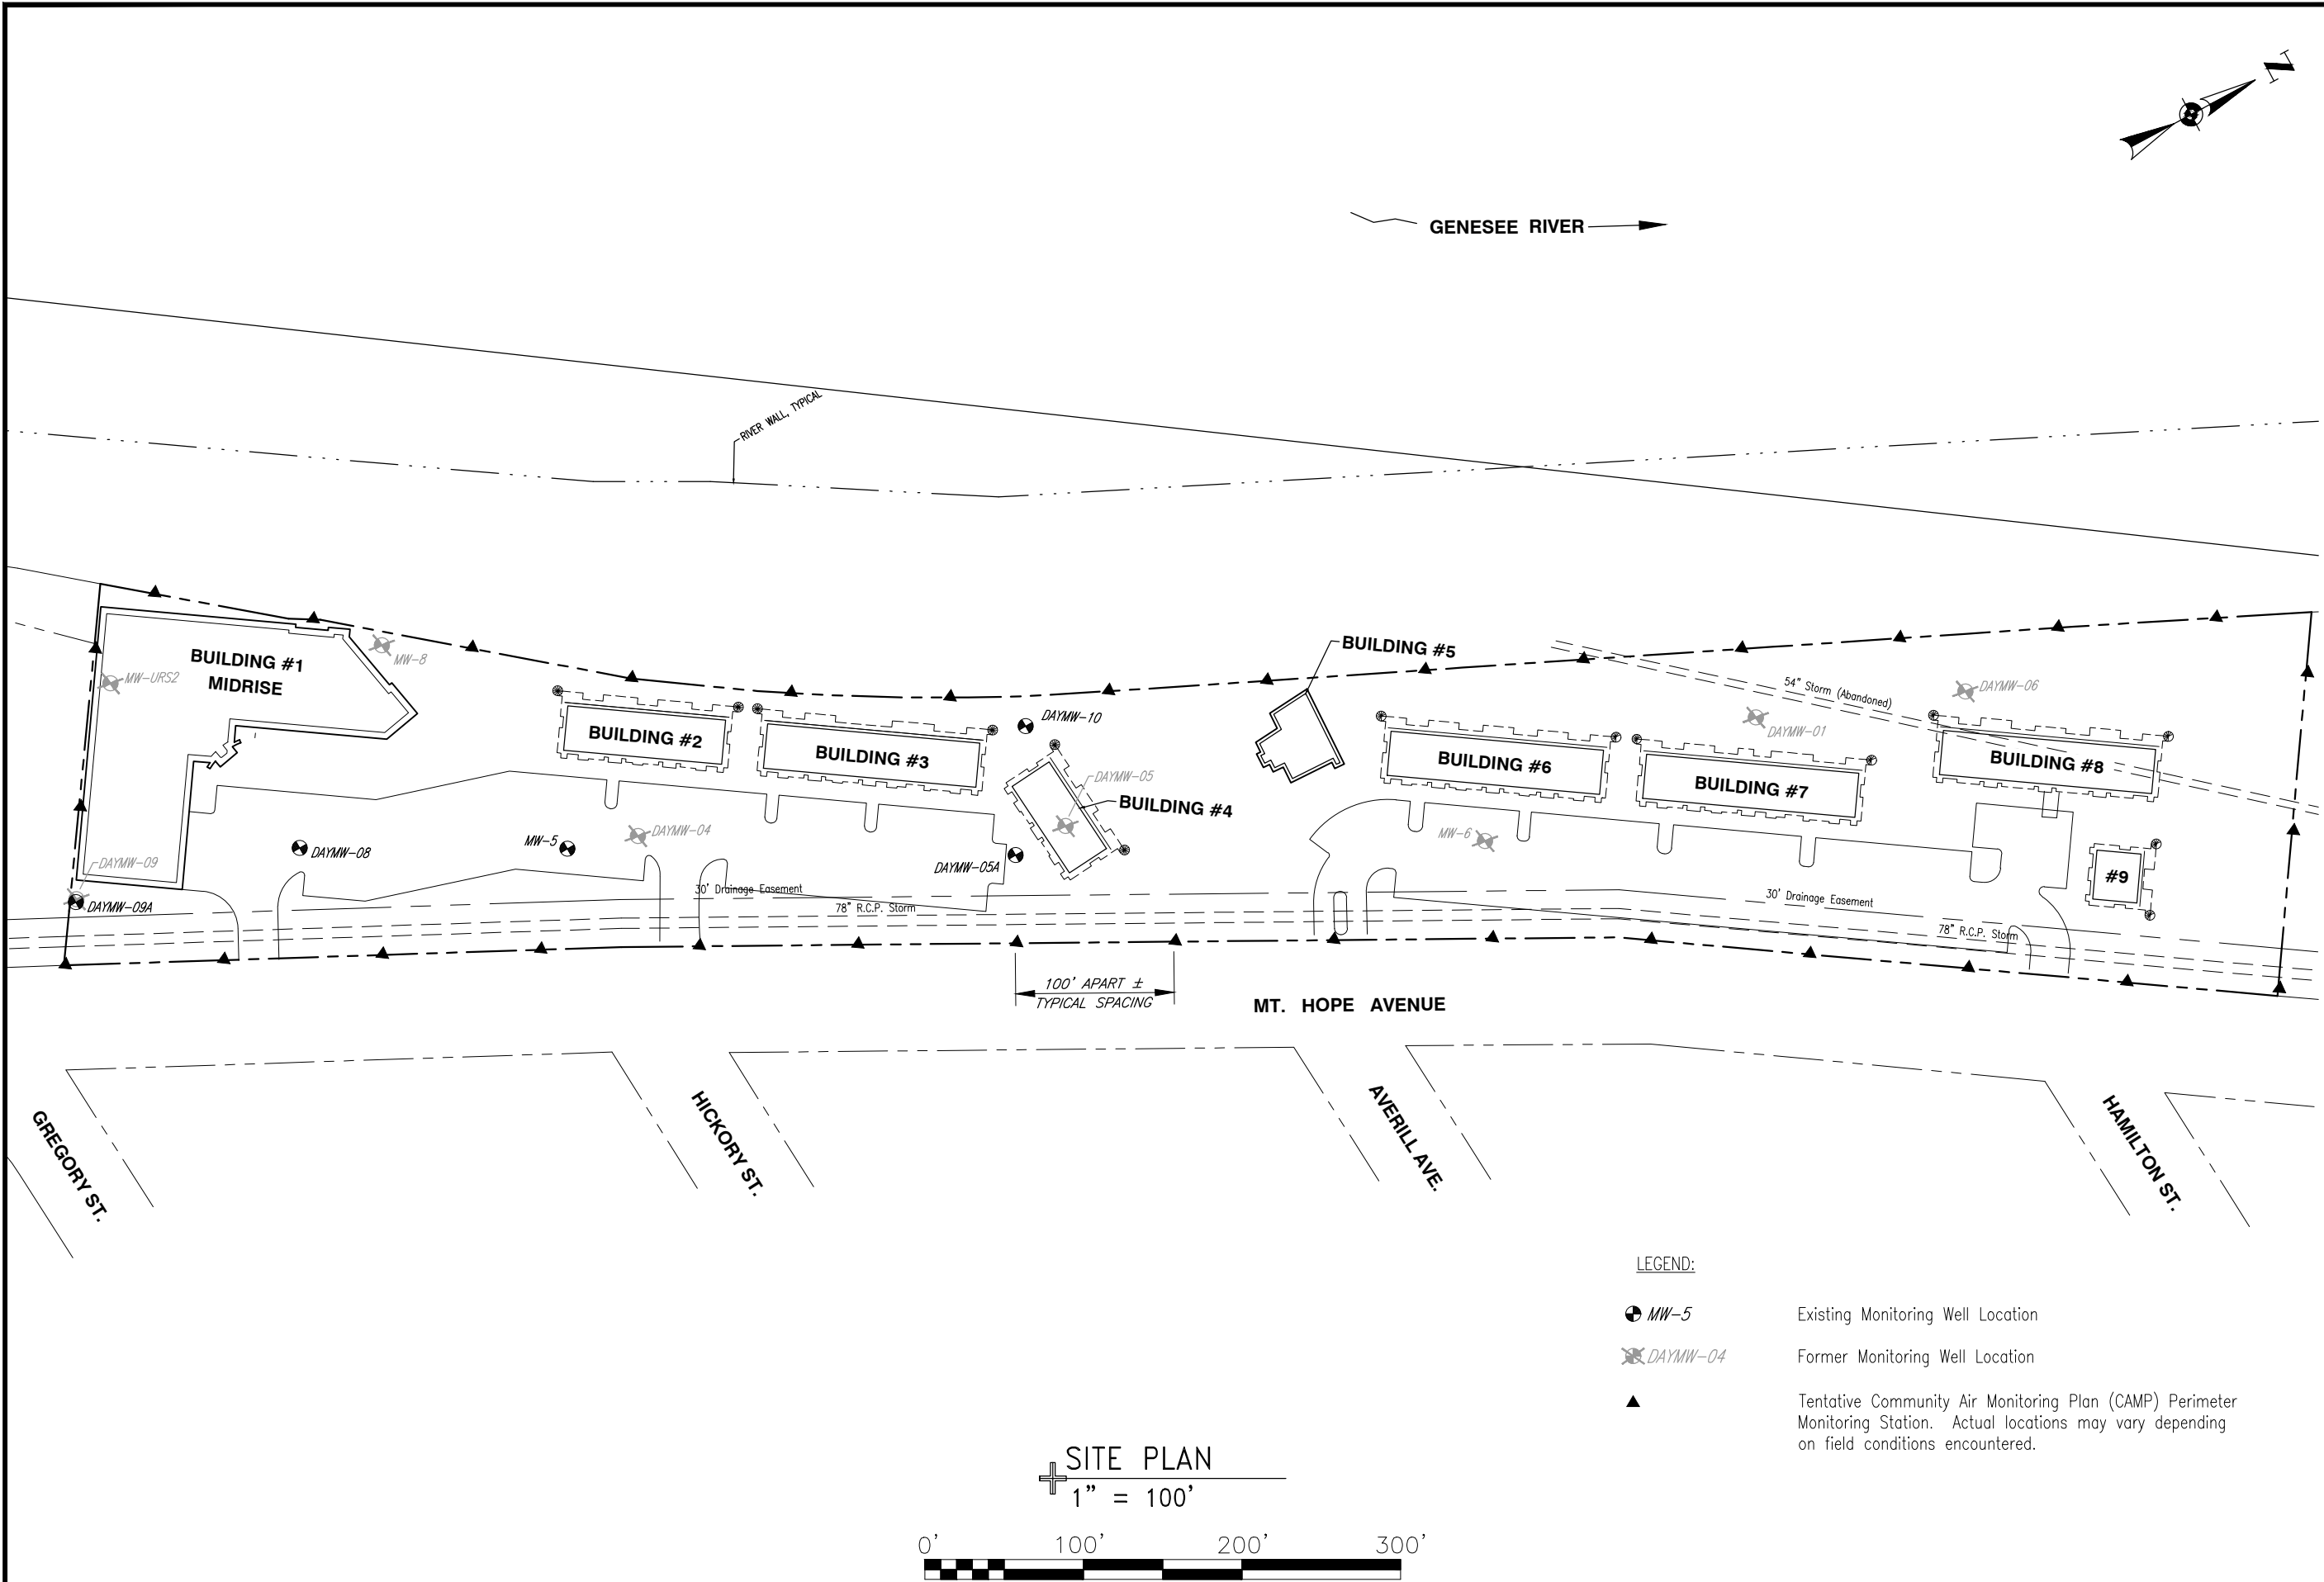 N
GENESEE RIVER
RIVER WALL, TYPICAL
BUILDING #1
MIDRISE
MW-8
MW-URS2
BUILDING #5
54" Storm (Abandoned)
DAYMW-06
DAYMW-01
DAYMW-10
BUILDING #2
BUILDING #3
BUILDING #6
BUILDING #7
BUILDING #8
DAYMW-05
BUILDING #4
DAYMW-04
MW-6
MW-5
DAYMW-08
DAYMW-05A
DAYMW-09
#9
DAYMW-09A
30' Drainage Easement
30' Drainage Easement
78" R.C.P. Storm
78" R.C.P. Storm
100' APART ±
TYPICAL SPACING
MT. HOPE AVENUE
GREGORY ST.
HICKORY ST.
AVERILL AVE.
HAMILTON ST.
LEGEND:
MW-5 Existing Monitoring Well Location
DAYMW-04 Former Monitoring Well Location
Tentative Community Air Monitoring Plan (CAMP) Perimeter
Monitoring Station. Actual locations may vary depending
on field conditions encountered.
SITE PLAN
1" = 100'
0' 100' 200' 300'